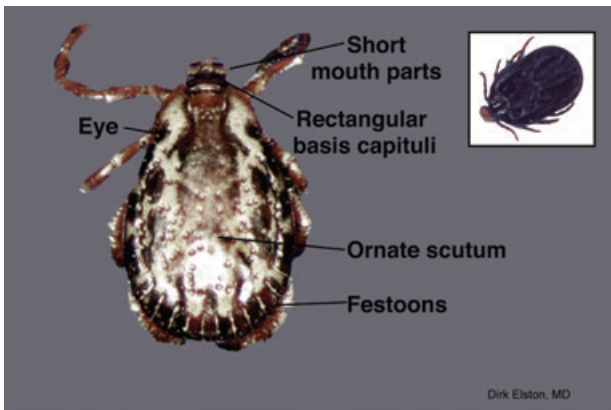 Short
mouth parts
Eye
Rectangular
basis capituli
Ornate scutum
Festoons
Dirk Elston, MD